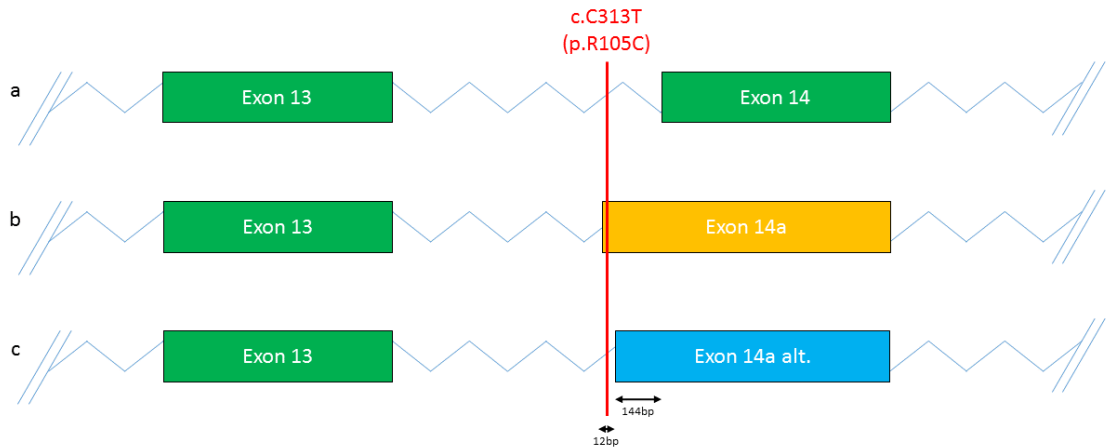 c.C313T
(p.R105C)
a
Exon 13
Exon 14
b
Exon 13
Exon 14a
c
Exon 13
Exon 14a alt.
144bp
12bp